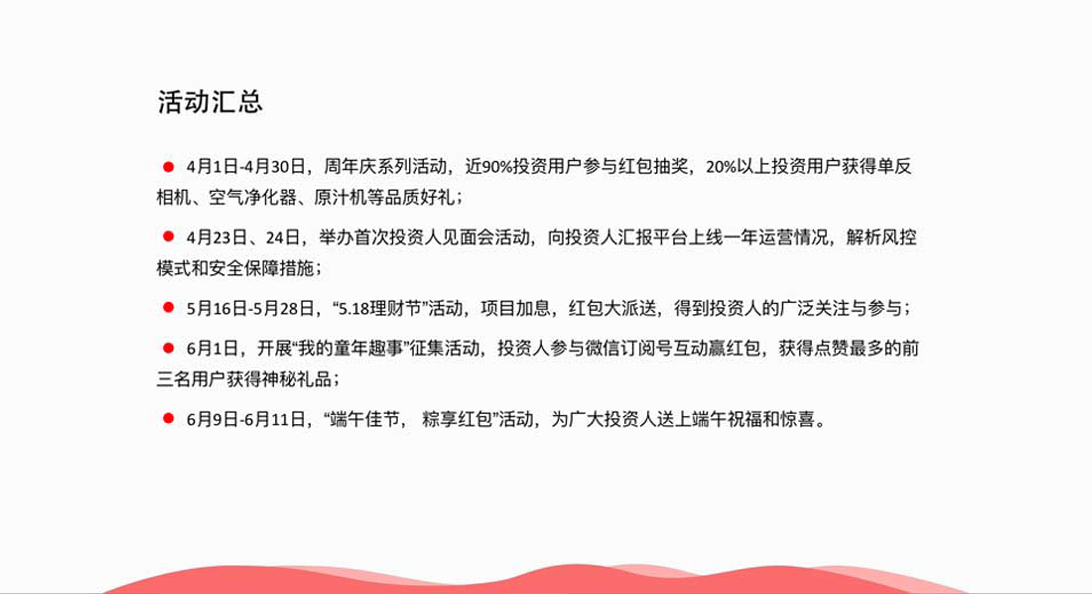 活动汇总
● 4月1日-4月30日，周年庆系列活动，近90%投资用户参与红包抽奖，20%以上投资用户获得单反
相机、空气净化器、原汁机等品质好礼；
● 4月23日、24日，举办首次投资人见面会活动，向投资人汇报平台上线一年运营情况，解析风控
模式和安全保障措施；
● 5月16日-5月28日，“5.18理财节”活动，项目加息，红包大派送，得到投资人的广泛关注与参与；
● 6月1日，开展“我的童年趣事”征集活动，投资人参与微信订阅号互动赢红包，获得点赞最多的前
三名用户获得神秘礼品；
● 6月9日-6月11日，“端午佳节， 粽享红包”活动，为广大投资人送上端午祝福和惊喜。